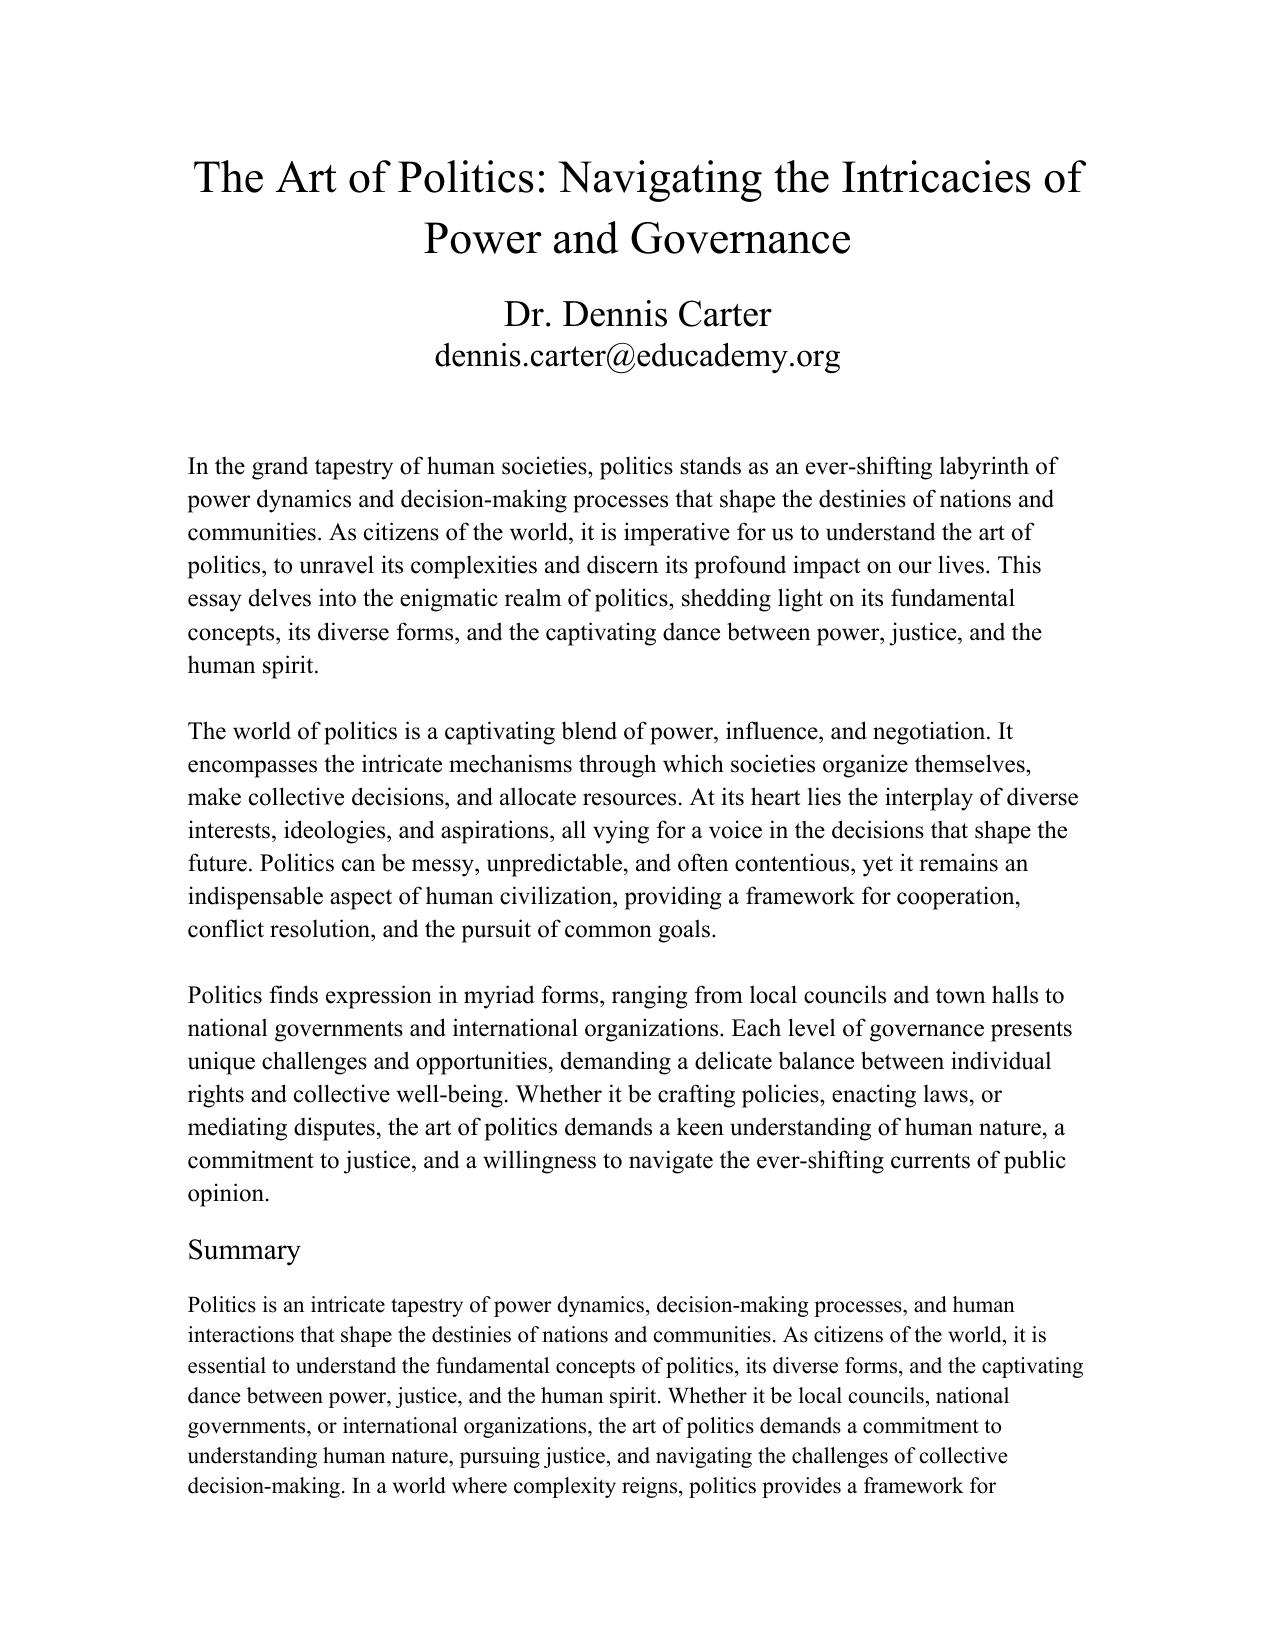 The Art of Politics: Navigating the Intricacies of
Power and Governance
Dr. Dennis Carter
dennis.carter@educademy.org
In the grand tapestry of human societies, politics stands as an ever-shifting labyrinth of
power dynamics and decision-making processes that shape the destinies of nations and
communities. As citizens of the world, it is imperative for us to understand the art of
politics, to unravel its complexities and discern its profound impact on our lives. This
essay delves into the enigmatic realm of politics, shedding light on its fundamental
concepts, its diverse forms, and the captivating dance between power, justice, and the
human spirit.
The world of politics is a captivating blend of power, influence, and negotiation. It
encompasses the intricate mechanisms through which societies organize themselves,
make collective decisions, and allocate resources. At its heart lies the interplay of diverse
interests, ideologies, and aspirations, all vying for a voice in the decisions that shape the
future. Politics can be messy, unpredictable, and often contentious, yet it remains an
indispensable aspect of human civilization, providing a framework for cooperation,
conflict resolution, and the pursuit of common goals.
Politics finds expression in myriad forms, ranging from local councils and town halls to
national governments and international organizations. Each level of governance presents
unique challenges and opportunities, demanding a delicate balance between individual
rights and collective well-being. Whether it be crafting policies, enacting laws, or
mediating disputes, the art of politics demands a keen understanding of human nature, a
commitment to justice, and a willingness to navigate the ever-shifting currents of public
opinion.
Summary
Politics is an intricate tapestry of power dynamics, decision-making processes, and human
interactions that shape the destinies of nations and communities. As citizens of the world, it is
essential to understand the fundamental concepts of politics, its diverse forms, and the captivating
dance between power, justice, and the human spirit. Whether it be local councils, national
governments, or international organizations, the art of politics demands a commitment to
understanding human nature, pursuing justice, and navigating the challenges of collective
decision-making. In a world where complexity reigns, politics provides a framework for